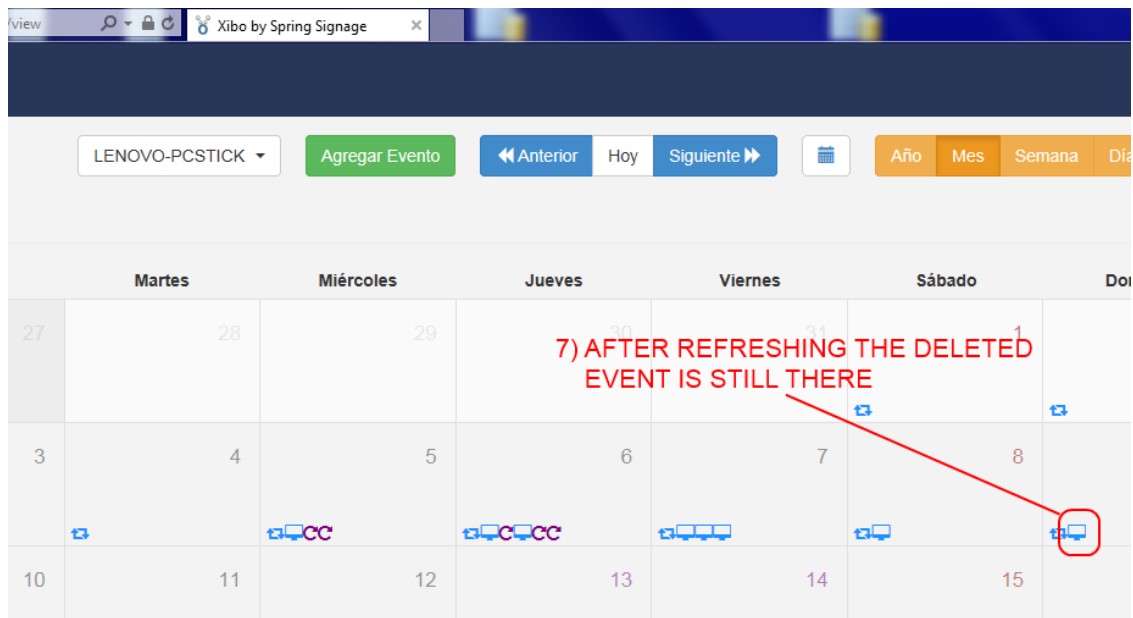 /view
Xibo by Spring Signage
LENOVO-PCSTICK
Agregar Evento
Anterior
Hoy
Siguiente
Año
Mes
Semana
Día
Martes
Miércoles
Jueves
Viernes
Sábado
Dor
27
28
29
30
31
1
7) AFTER REFRESHING THE DELETED
EVENT IS STILL THERE
3
4
5
6
7
8
10
11
12
13
14
15